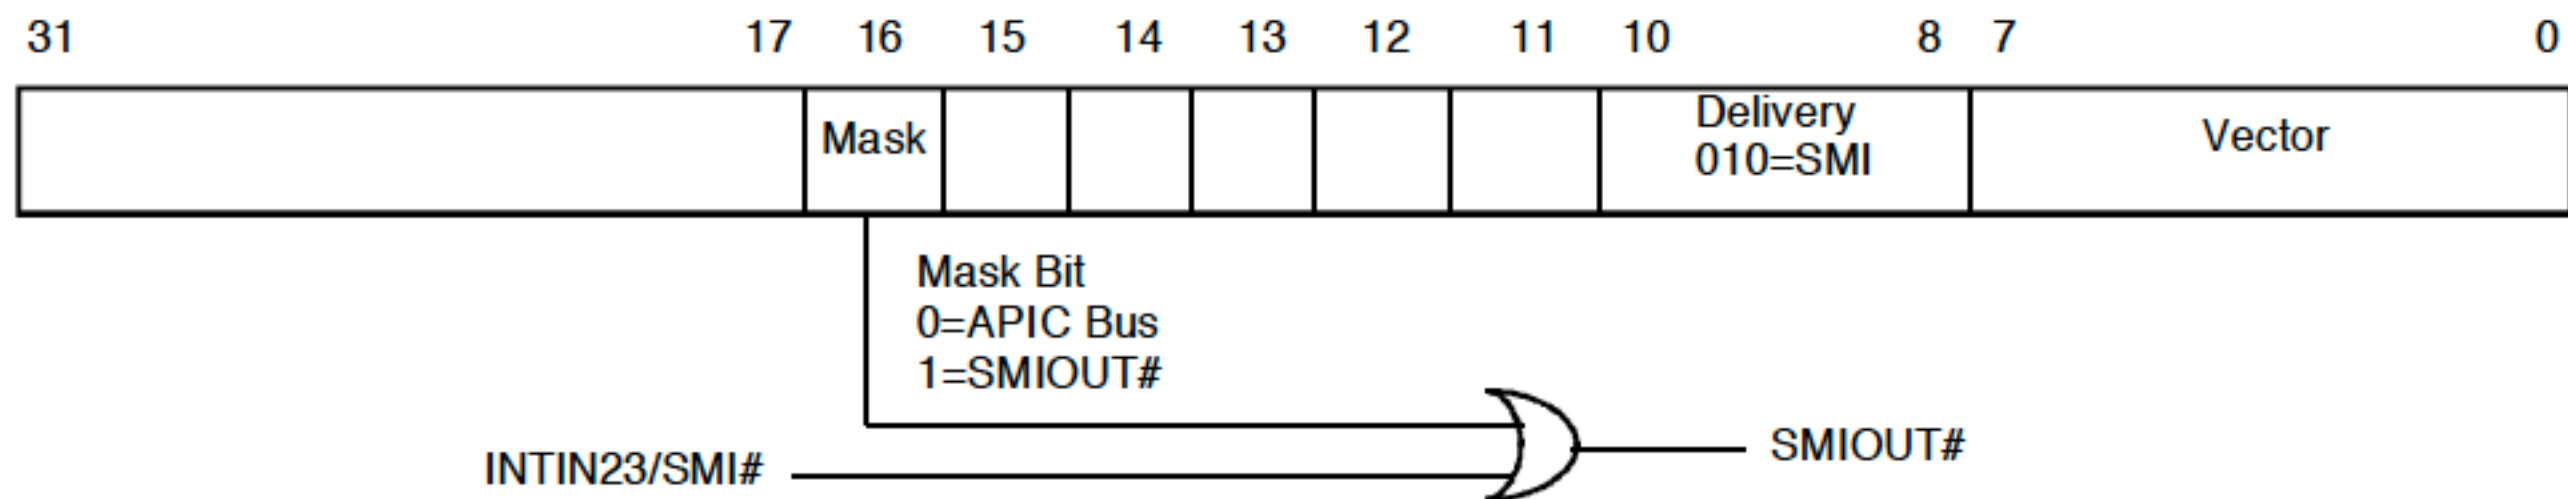 31 17 16 15 14 13 12 11 10 8 7 0
Mask
Delivery
010=SMI
Vector
Mask Bit
0=APIC Bus
1=SMIOUT#
INTIN23/SMI#
SMIOUT#